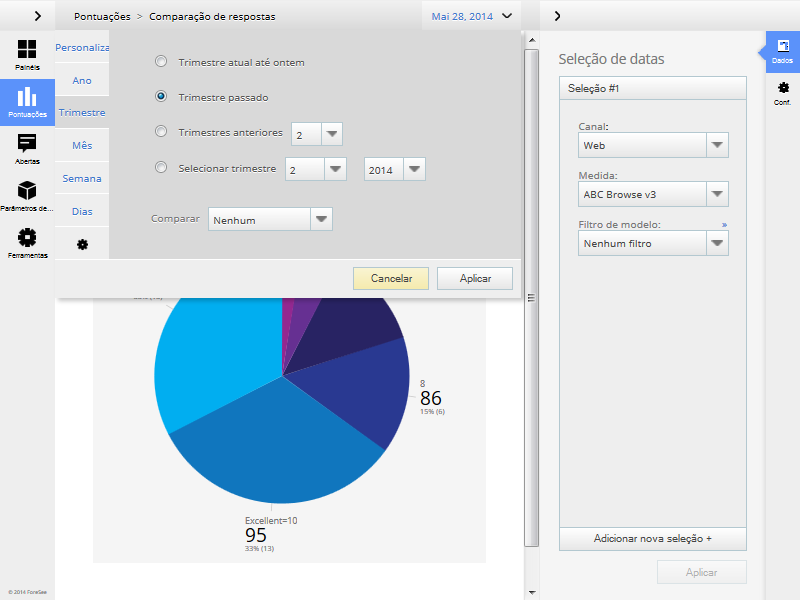 Pontuações > Comparação de respostas
Mai 28, 2014
Painéis
Pontuações
Abertas
Parâmetros de...
Ferramentas
© 2014 ForeSee
Personaliza
Ano
Trimestre
Mês
Semana
Dias
Trimestre atual até ontem
Trimestre passado
Trimestres anteriores 2
Selecionar trimestre 2 2014
Comparar Nenhum
Cancelar Aplicar
8
86
15% (6)
Excellent=10
95
33% (13)
Seleção de datas
Seleção #1
Canal:
Web
Medida:
ABC Browse v3
Filtro de modelo: »
Nenhum filtro
Adicionar nova seleção +
Aplicar
Dados
Conf.